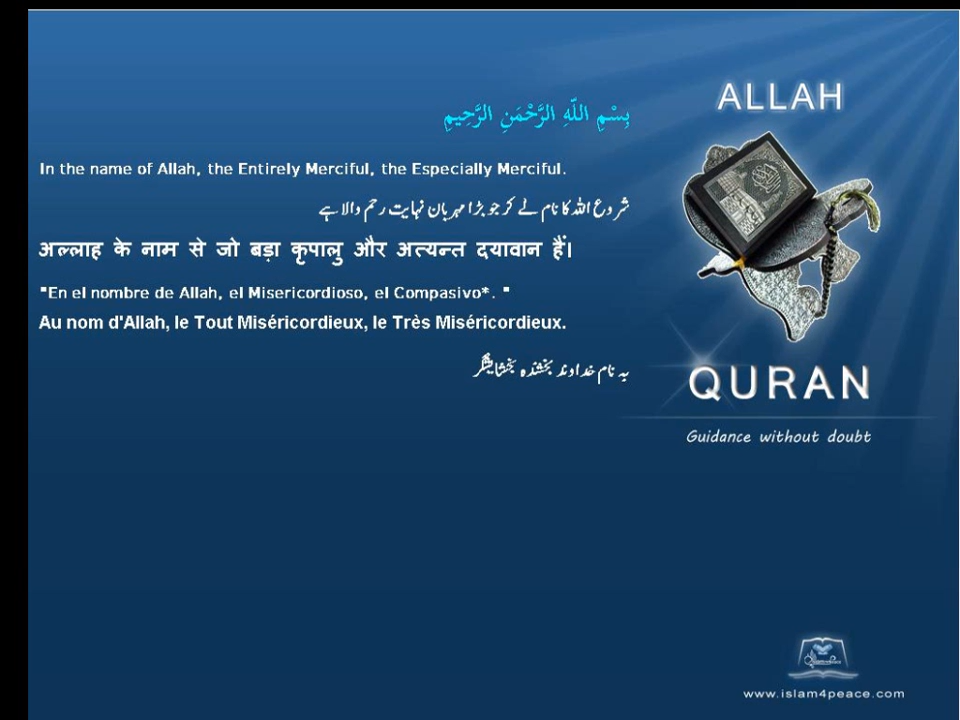 بِسْمِ اللّهِ الرَّحْمَنِ الرَّحِيمِ
In the name of Allah, the Entirely Merciful, the Especially Merciful.
شروع الله کا نام لے کر جو بڑا مہربان نہایت رحم والا ہے
अल्लाह के नाम से जो बड़ा कृपालु और अत्यन्त दयावान हैं।
"En el nombre de Allah, el Misericordioso, el Compasivo*. "
Au nom d'Allah, le Tout Miséricordieux, le Très Miséricordieux.
به نام خداوند بخشنده بخشایشگر
ALLAH
QURAN
Guidance without doubt
www.islam4peace.com